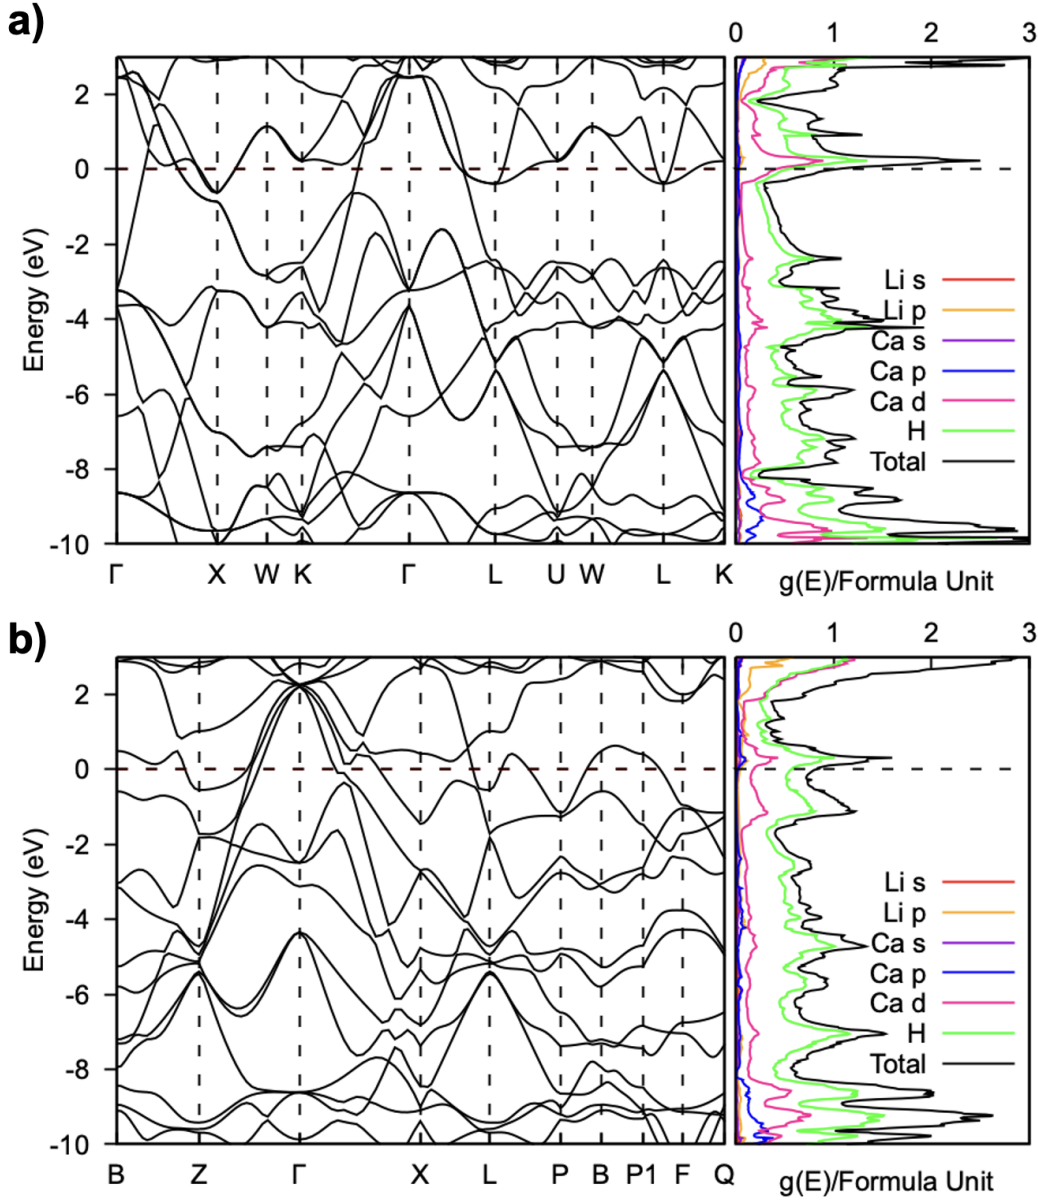 a)
0 1 2 3
2
0
-2
-4
-6
-8
-10
Energy (eV)
Li s
Li p
Ca s
Ca p
Ca d
H
Total
Γ X W K Γ L U W L K
g(E)/Formula Unit
b)
0 1 2 3
2
0
-2
-4
-6
-8
-10
Energy (eV)
Li s
Li p
Ca s
Ca p
Ca d
H
Total
B Z Γ X L P B P1 F Q
g(E)/Formula Unit